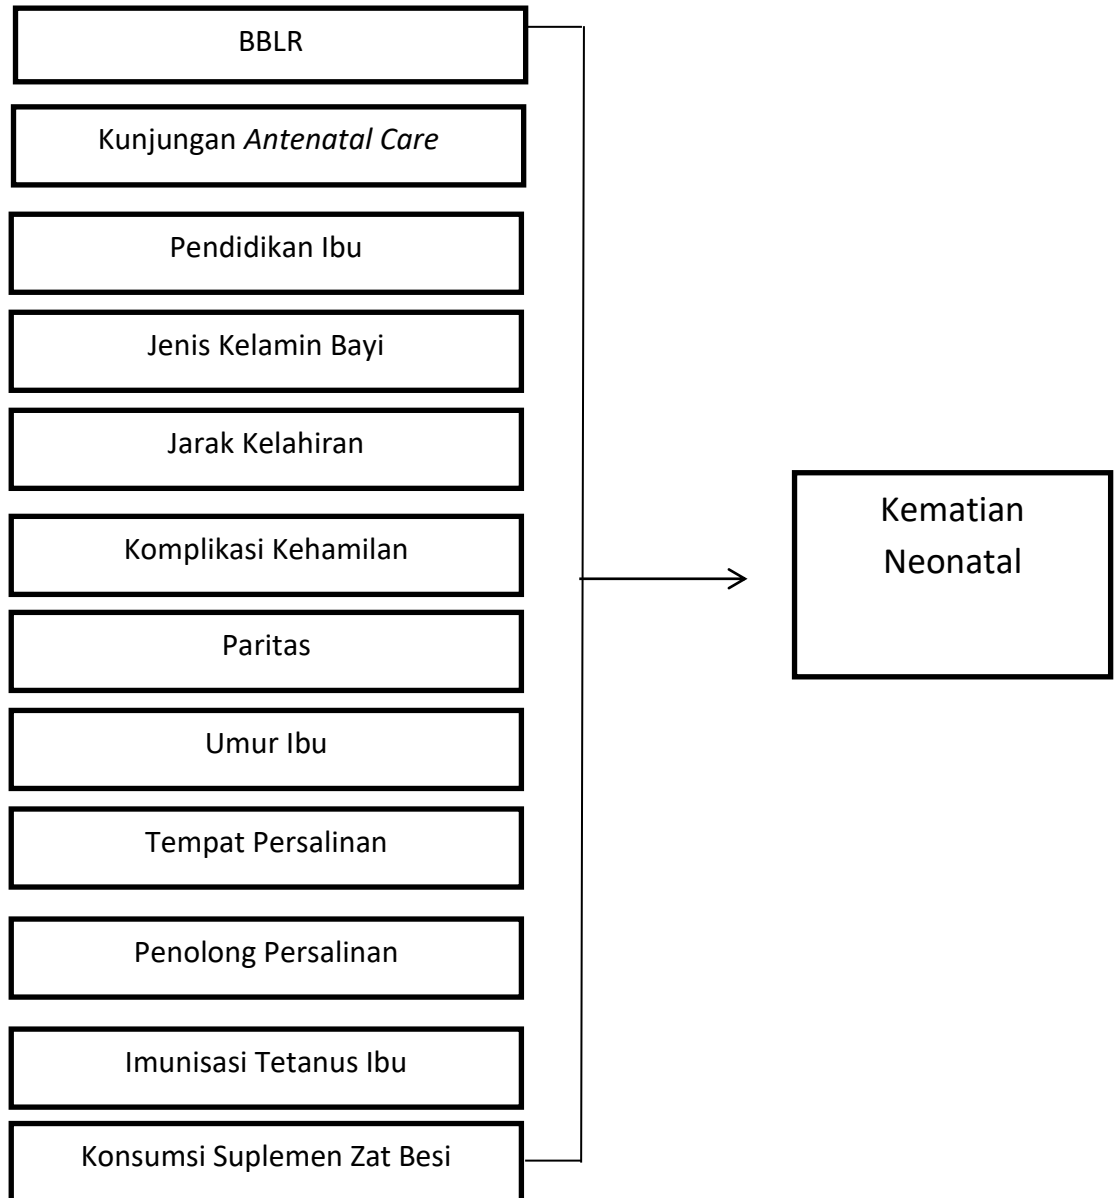 BBLR
Kunjungan Antenatal Care
Pendidikan Ibu
Jenis Kelamin Bayi
Jarak Kelahiran
Komplikasi Kehamilan
Paritas
Umur Ibu
Tempat Persalinan
Penolong Persalinan
Imunisasi Tetanus Ibu
Konsumsi Suplemen Zat Besi
Kematian
Neonatal